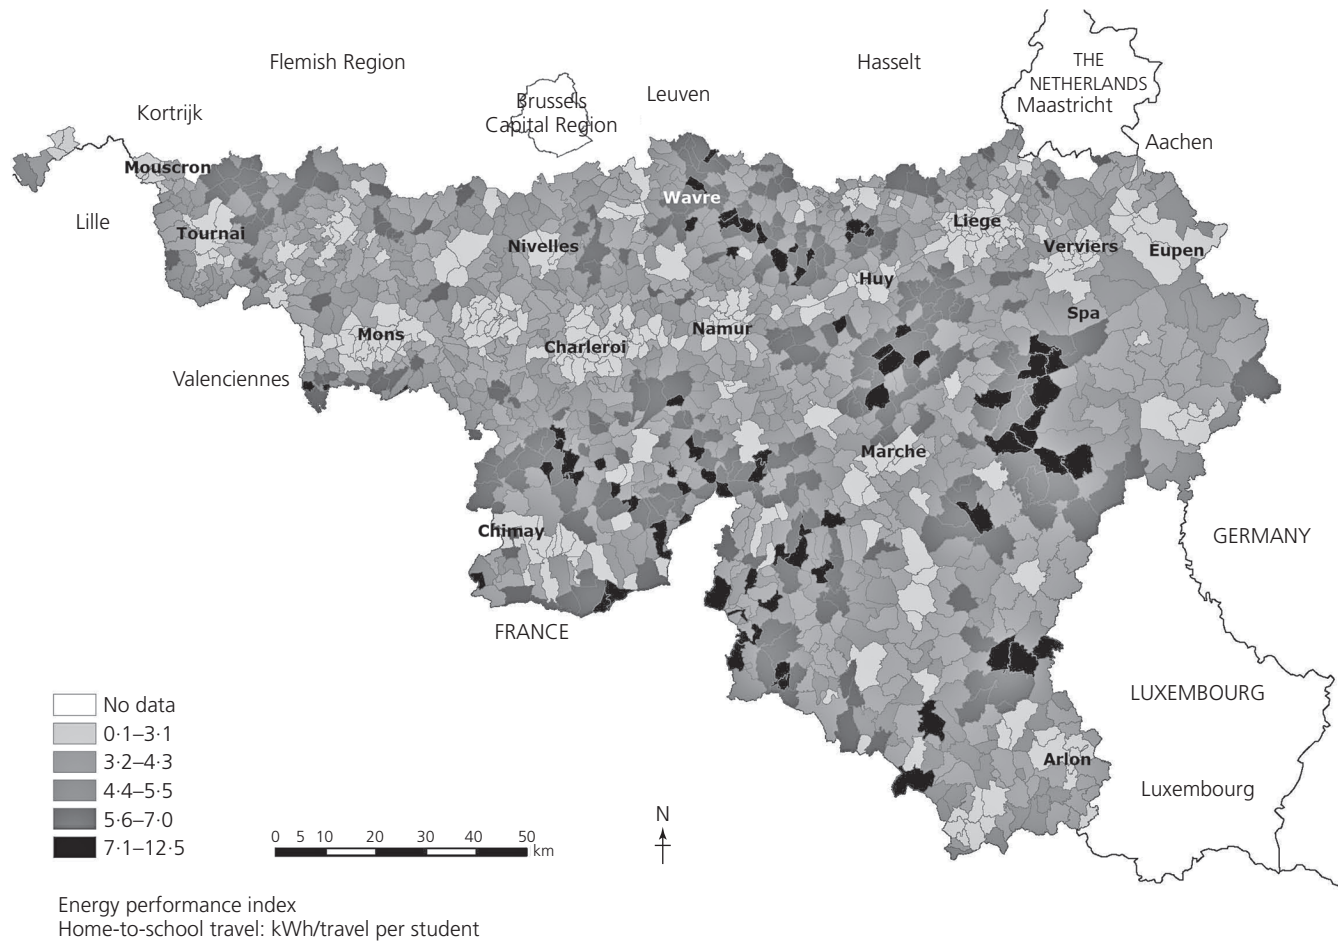 Flemish Region
Hasselt
THE
NETHERLANDS
Maastricht
Brussels
Capital Region
Leuven
Kortrijk
Aachen
Mouscron
Wavre
Lille
Tournai
Nivelles
Liege
Verviers
Eupen
Huy
Spa
Mons
Charleroi
Namur
Valenciennes
Marche
Chimay
GERMANY
FRANCE
LUXEMBOURG
Arlon
Luxembourg
No data
0·1–3·1
3·2–4·3
4·4–5·5
5·6–7·0
7·1–12·5
0 5 10 20 30 40 50
km
N
Energy performance index
Home-to-school travel: kWh/travel per student